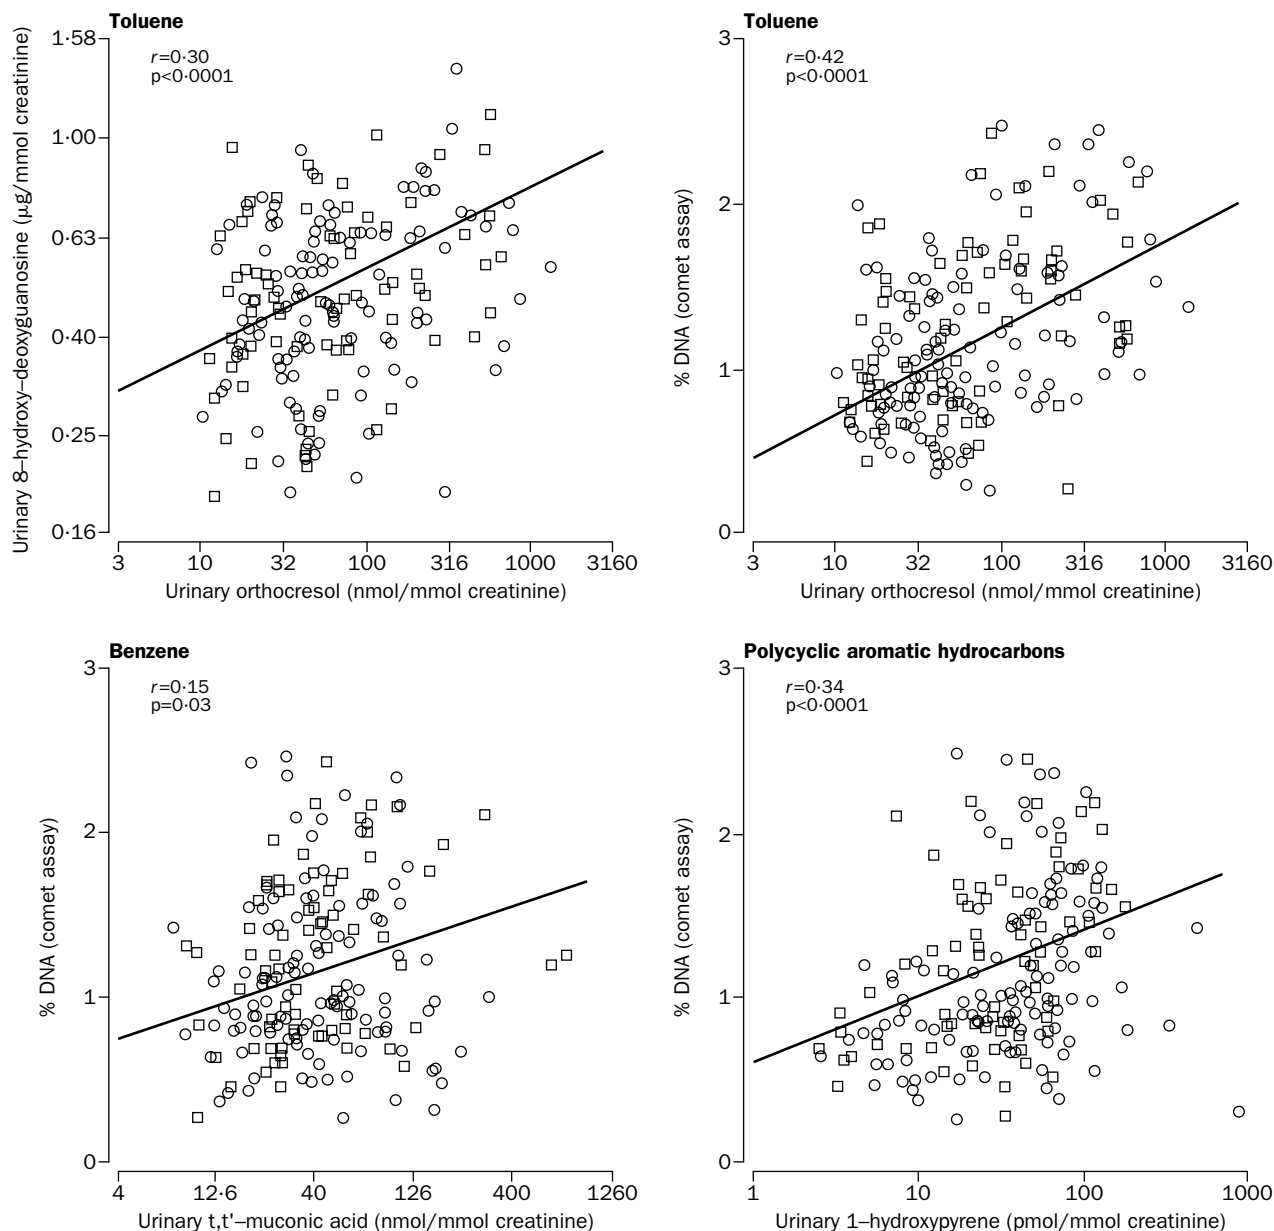 Toluene
r=0·30
p<0·0001
Urinary 8–hydroxy–deoxyguanosine (µg/mmol creatinine)
1·58
1·00
0·63
0·40
0·25
0·16
3 10 32 100 316 1000 3160
Urinary orthocresol (nmol/mmol creatinine)
Toluene
r=0·42
p<0·0001
% DNA (comet assay)
3
2
1
0
3 10 32 100 316 1000 3160
Urinary orthocresol (nmol/mmol creatinine)
Benzene
r=0·15
p=0·03
% DNA (comet assay)
3
2
1
0
4 12·6 40 126 400 1260
Urinary t,t'–muconic acid (nmol/mmol creatinine)
Polycyclic aromatic hydrocarbons
r=0·34
p<0·0001
% DNA (comet assay)
3
2
1
0
1 10 100 1000
Urinary 1–hydroxypyrene (pmol/mmol creatinine)